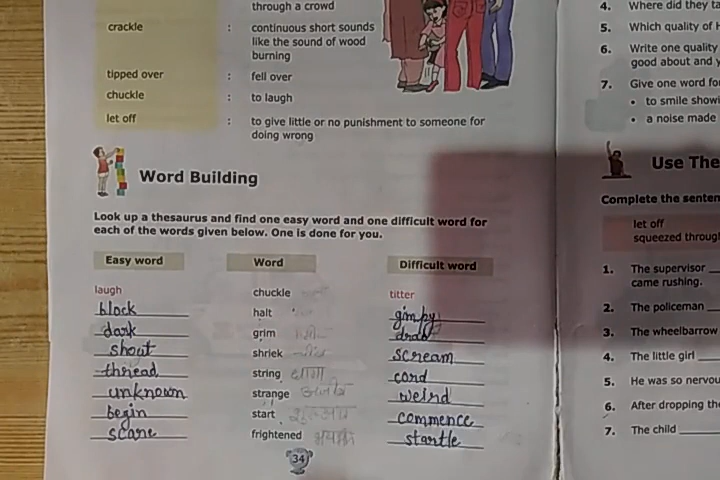 through a crowd
crackle : continuous short sounds
like the sound of wood
burning
tipped over : fell over
chuckle : to laugh
let off : to give little or no punishment to someone for
doing wrong
Word Building
Look up a thesaurus and find one easy word and one difficult word for
each of the words given below. One is done for you.
Easy word Word Difficult word
laugh chuckle titter
block halt gimpy
dark grim drab
shout shriek scream
thread string धागा cord
unknown strange अजीब weird
begin start शुरुआत commence
scare frightened startle
34
4. Where did they ta
5. Which quality of
6. Write one quality
good about and y
7. Give one word fo
• to smile showi
• a noise made
Use The
Complete the senten
let off
squeezed throug
1. The supervisor
came rushing.
2. The policeman
3. The wheelbarrow
4. The little girl
5. He was so nervou
6. After dropping th
7. The child